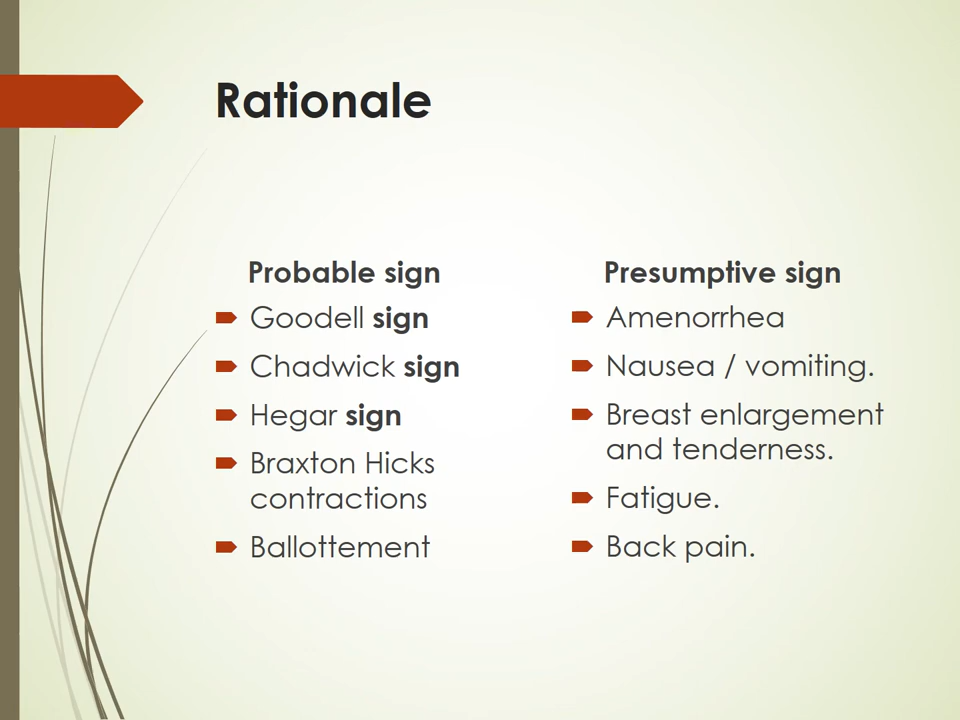 Rationale
Probable sign
Goodell sign
Chadwick sign
Hegar sign
Braxton Hicks
contractions
Ballottement
Presumptive sign
Amenorrhea
Nausea / vomiting.
Breast enlargement
and tenderness.
Fatigue.
Back pain.